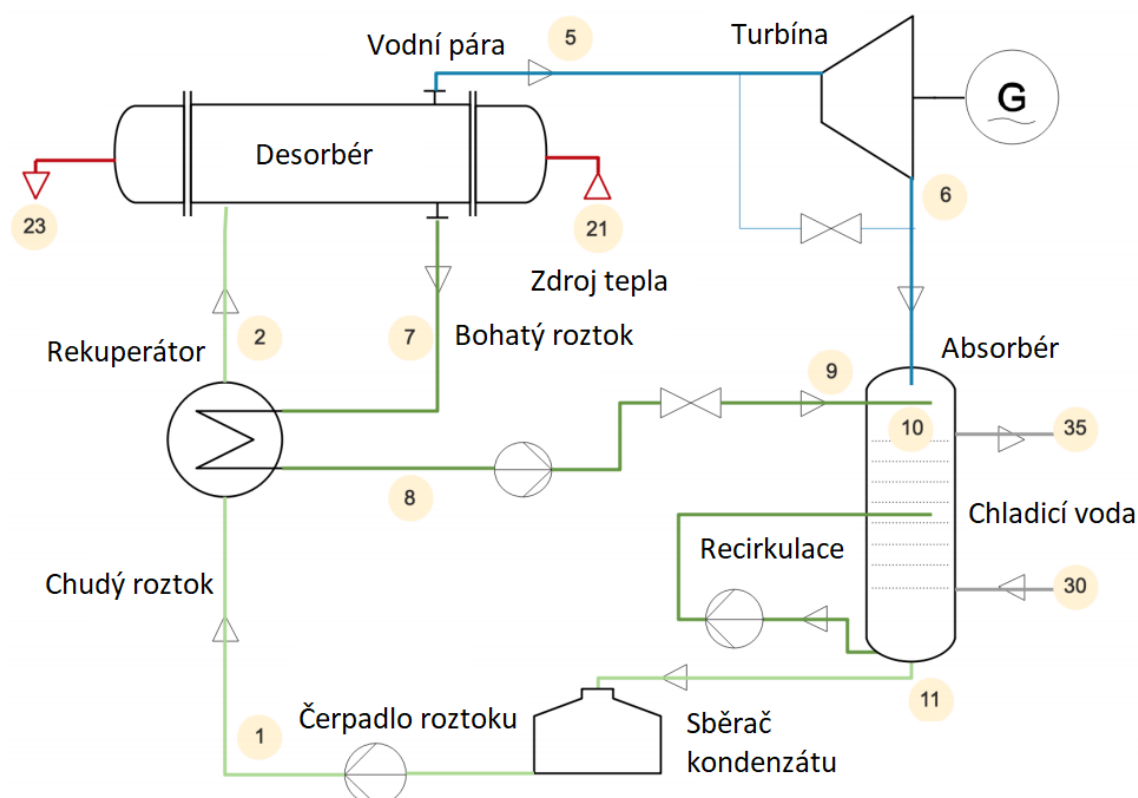 5
Turbína
Vodní pára
G
Desorbér
6
23
21
Zdroj tepla
2
7
Bohatý roztok
Rekuperátor
9
Absorbér
10
35
8
Chladicí voda
Recirkulace
Chudý roztok
30
11
Čerpadlo roztoku
Sběrač
kondenzátu
1